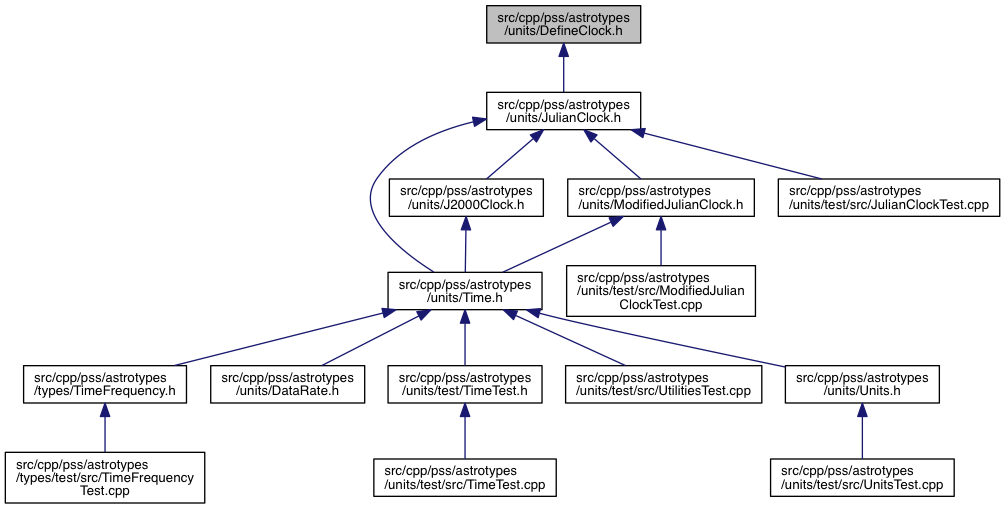 src/cpp/pss/astrotypes
/units/DefineClock.h
src/cpp/pss/astrotypes
/units/JulianClock.h
src/cpp/pss/astrotypes
/units/J2000Clock.h
src/cpp/pss/astrotypes
/units/ModifiedJulianClock.h
src/cpp/pss/astrotypes
/units/test/src/JulianClockTest.cpp
src/cpp/pss/astrotypes
/units/Time.h
src/cpp/pss/astrotypes
/units/test/src/ModifiedJulian
ClockTest.cpp
src/cpp/pss/astrotypes
/types/TimeFrequency.h
src/cpp/pss/astrotypes
/units/DataRate.h
src/cpp/pss/astrotypes
/units/test/TimeTest.h
src/cpp/pss/astrotypes
/units/test/src/UtilitiesTest.cpp
src/cpp/pss/astrotypes
/units/Units.h
src/cpp/pss/astrotypes
/types/test/src/TimeFrequency
Test.cpp
src/cpp/pss/astrotypes
/units/test/src/TimeTest.cpp
src/cpp/pss/astrotypes
/units/test/src/UnitsTest.cpp